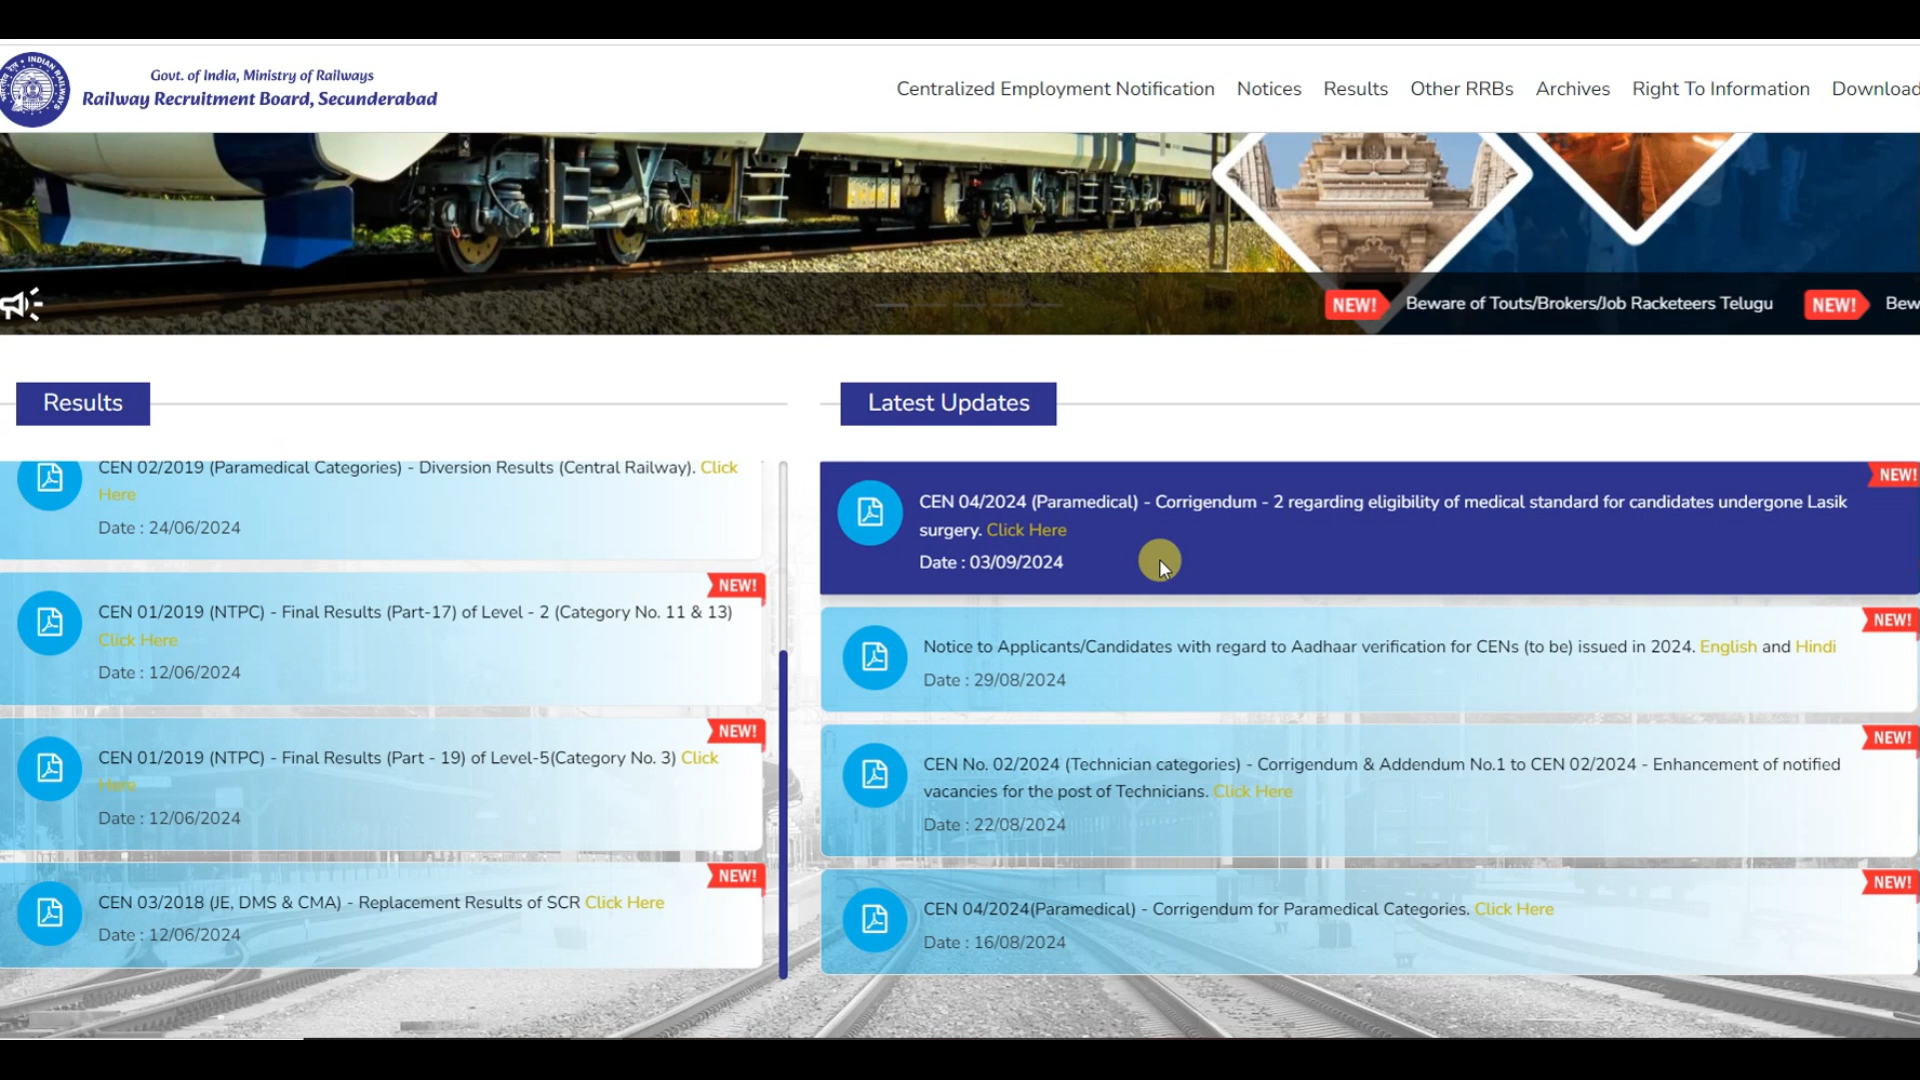 Govt. of India, Ministry of Railways
Railway Recruitment Board, Secunderabad
Centralized Employment Notification Notices Results Other RRBs Archives Right To Information Download
INDIAN RAILWAYS
NEW! Beware of Touts/Brokers/Job Racketeers Telugu NEW! Bew
Results
CEN 02/2019 (Paramedical Categories) - Diversion Results (Central Railway). Click
Here
Date : 24/06/2024
NEW!
CEN 01/2019 (NTPC) - Final Results (Part-17) of Level - 2 (Category No. 11 & 13)
Click Here
Date : 12/06/2024
NEW!
CEN 01/2019 (NTPC) - Final Results (Part - 19) of Level-5(Category No. 3) Click
Here
Date : 12/06/2024
NEW!
CEN 03/2018 (JE, DMS & CMA) - Replacement Results of SCR Click Here
Date : 12/06/2024
Latest Updates
NEW!
CEN 04/2024 (Paramedical) - Corrigendum - 2 regarding eligibility of medical standard for candidates undergone Lasik
surgery. Click Here
Date : 03/09/2024
NEW!
Notice to Applicants/Candidates with regard to Aadhaar verification for CENs (to be) issued in 2024. English and Hindi
Date : 29/08/2024
NEW!
CEN No. 02/2024 (Technician categories) - Corrigendum & Addendum No.1 to CEN 02/2024 - Enhancement of notified
vacancies for the post of Technicians. Click Here
Date : 22/08/2024
NEW!
CEN 04/2024(Paramedical) - Corrigendum for Paramedical Categories. Click Here
Date : 16/08/2024